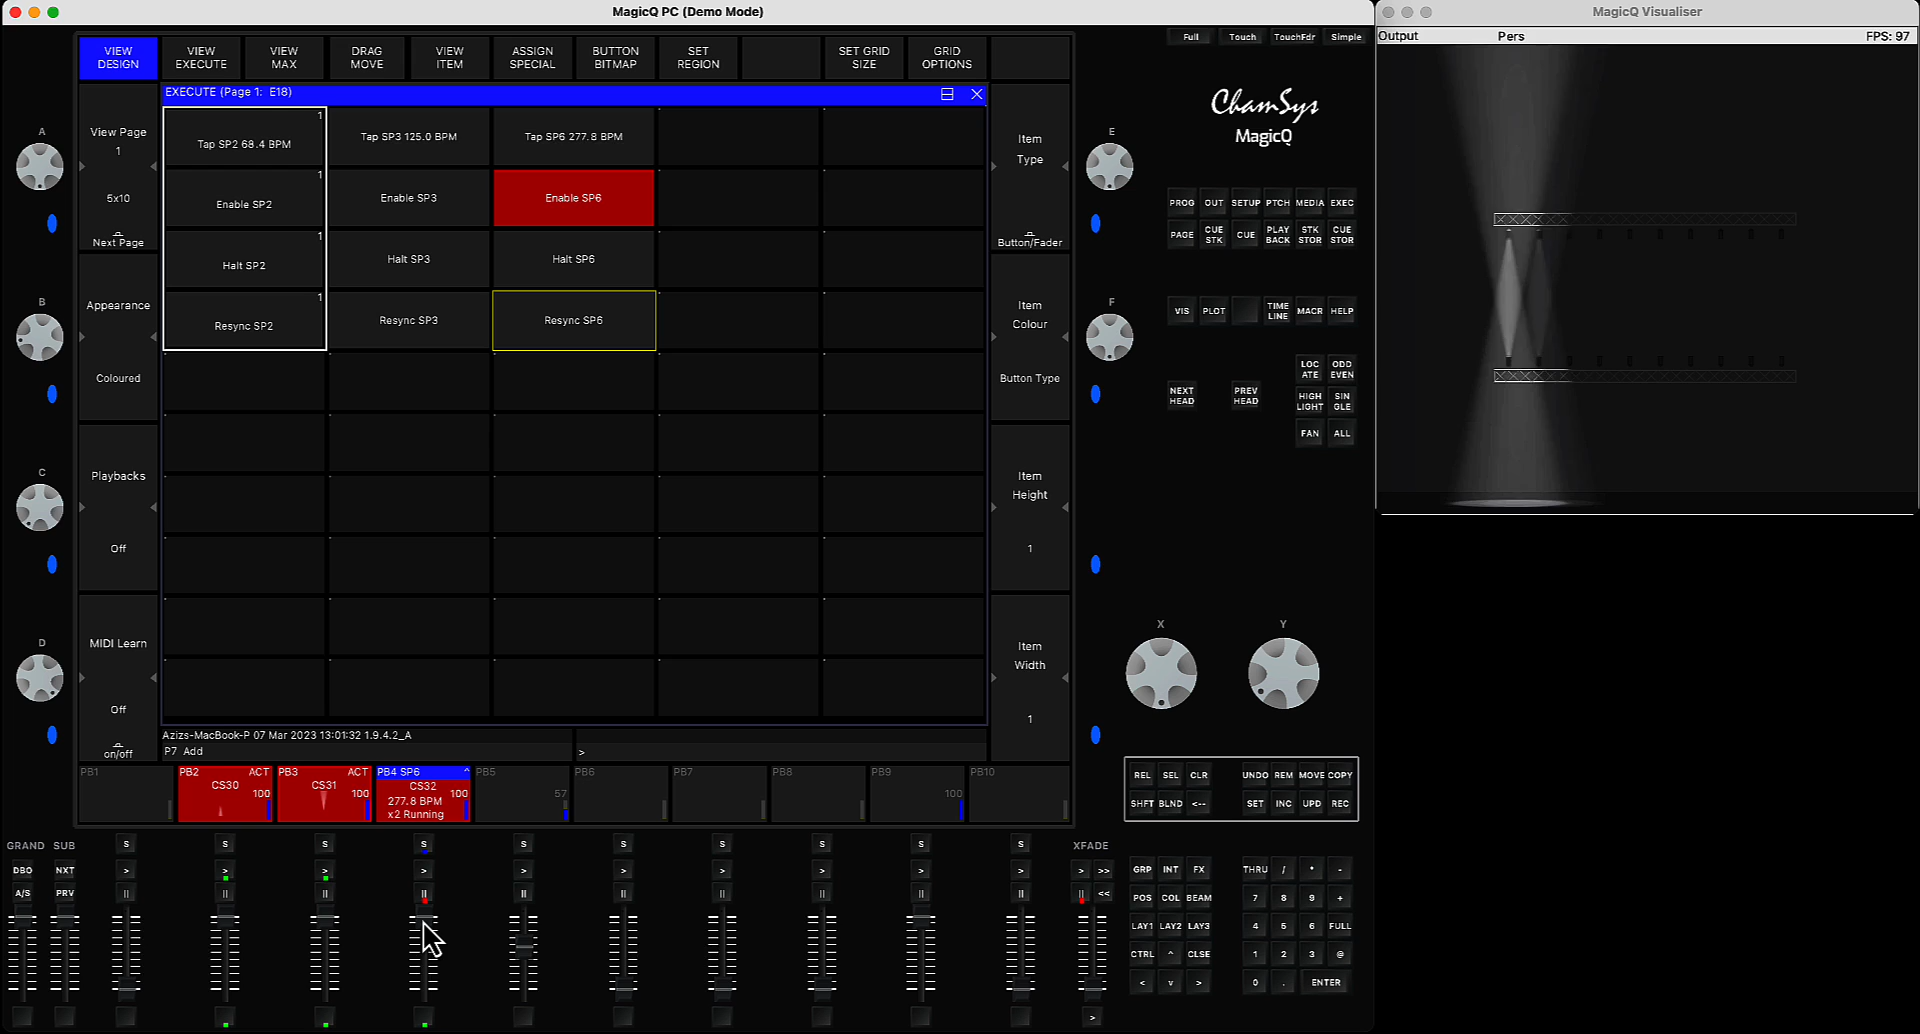 MagicQ PC (Demo Mode)
MagicQ Visualiser
Output
Pers
FPS: 97
VIEW
DESIGN
VIEW
EXECUTE
VIEW
MAX
DRAG
MOVE
VIEW
ITEM
ASSIGN
SPECIAL
BUTTON
BITMAP
SET
REGION
SET GRID
SIZE
GRID
OPTIONS
Full
Touch
TouchFdr
Simple
EXECUTE (Page 1: E18)
1
Tap SP2 68.4 BPM
Tap SP3 125.0 BPM
Tap SP6 277.8 BPM
1
Enable SP2
Enable SP3
Enable SP6
1
Halt SP2
Halt SP3
Halt SP6
1
Resync SP2
Resync SP3
Resync SP6
A
View Page
1
5x10
Next Page
B
Appearance
Coloured
C
Playbacks
Off
D
MIDI Learn
Off
on/off
Item
Type
Button/Fader
Item
Colour
Button Type
Item
Height
1
Item
Width
1
E
F
X
Y
ChamSys
MagicQ
PROG
OUT
SETUP
PTCH
MEDIA
EXEC
PAGE
CUE
STK
CUE
PLAY
BACK
STK
STOR
CUE
STOR
VIS
PLOT
TIME
LINE
MACR
HELP
LOC
ATE
ODD
EVEN
NEXT
HEAD
PREV
HEAD
HIGH
LIGHT
SIN
GLE
FAN
ALL
Azizs-MacBook-P 07 Mar 2023 13:01:32 1.9.4.2_A
P7 Add
>
PB1
PB2
ACT
CS30
100
PB3
ACT
CS31
100
PB4 SP6
^
CS32
277.8 BPM
100
x2 Running
PB5
57
PB6
PB7
PB8
PB9
100
PB10
REL
SEL
CLR
UNDO
REM
MOVE
COPY
SHFT
BLND
<--
SET
INC
UPD
REC
GRAND
SUB
S
S
S
S
S
S
S
S
S
S
XFADE
DBO
NXT
>
>
>
>
>
>
>
>
>
>
>
>>
A/S
PRV
||
||
||
||
||
||
||
||
||
||
||
<<
>
GRP
INT
FX
THRU
/
*
-
POS
COL
BEAM
7
8
9
+
LAY1
LAY2
LAY3
4
5
6
FULL
CTRL
^
CLSE
1
2
3
@
<
v
>
0
.
ENTER